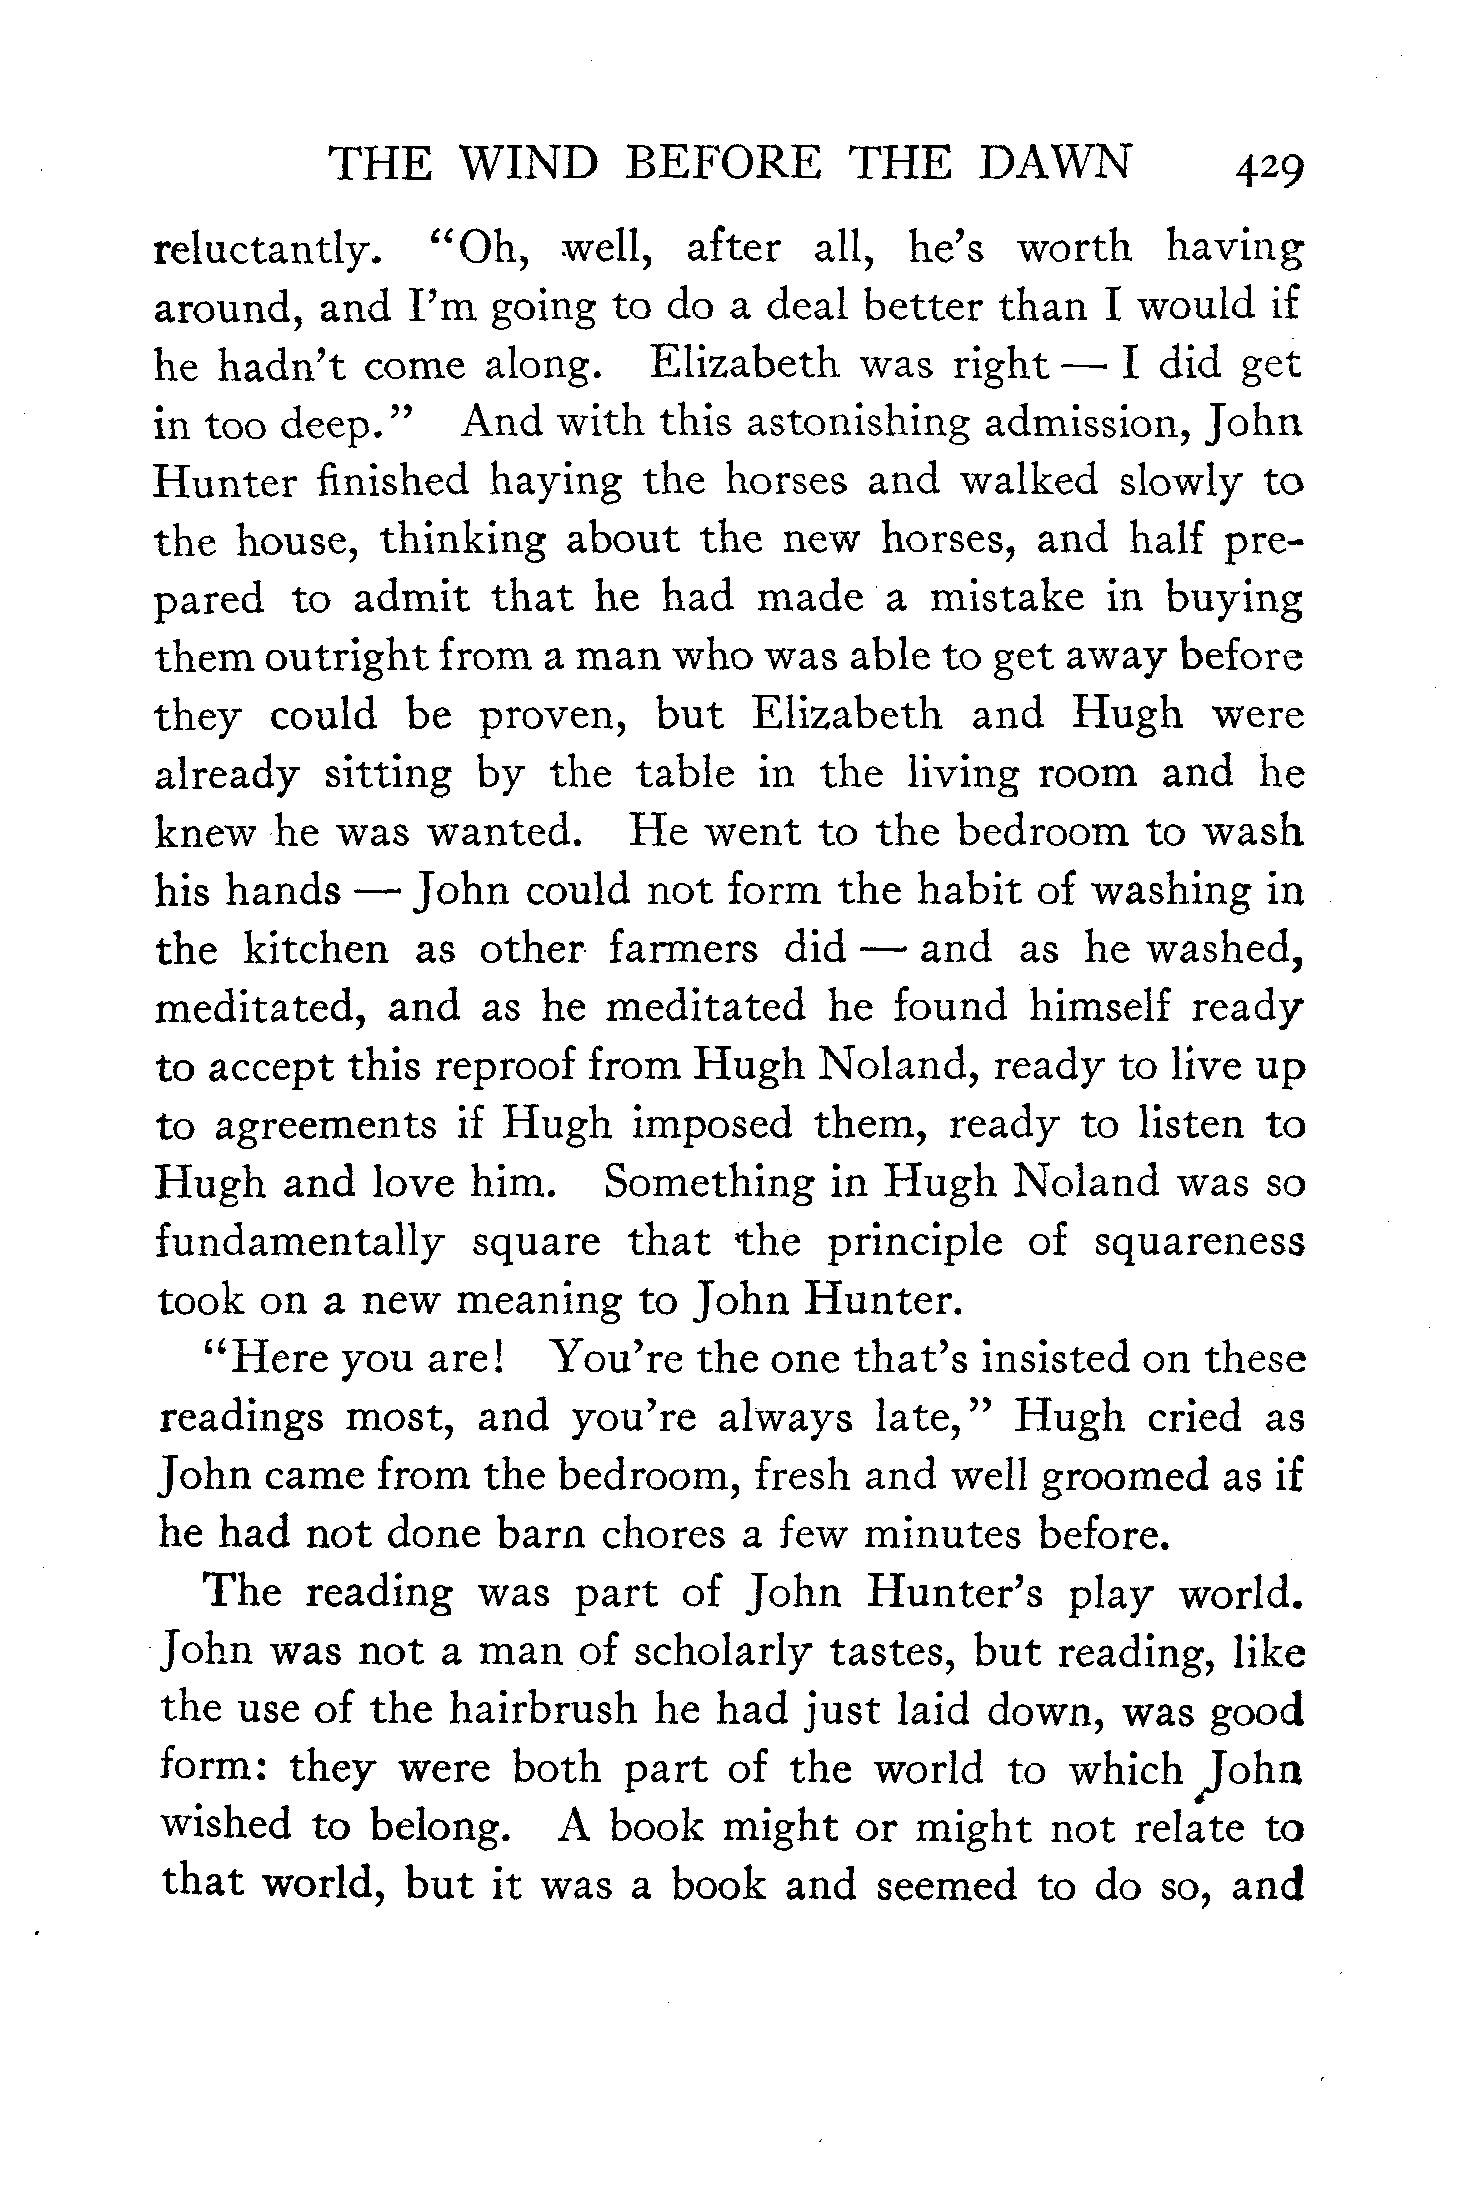 THE WIND BEFORE THE DAWN 429
reluctantly. “Oh, well, after all, he’s worth having
around, and I’m going to do a deal better than I would if
he hadn’t come along. Elizabeth was right — I did get
in too deep.” And with this astonishing admission, John
Hunter finished haying the horses and walked slowly to
the house, thinking about the new horses, and half pre-
pared to admit that he had made a mistake in buying
them outright from a man who was able to get away before
they could be proven, but Elizabeth and Hugh were
already sitting by the table in the living room and he
knew he was wanted. He went to the bedroom to wash
his hands — John could not form the habit of washing in
the kitchen as other farmers did — and as he washed,
meditated, and as he meditated he found himself ready
to accept this reproof from Hugh Noland, ready to live up
to agreements if Hugh imposed them, ready to listen to
Hugh and love him. Something in Hugh Noland was so
fundamentally square that the principle of squareness
took on a new meaning to John Hunter.
“Here you are! You’re the one that’s insisted on these
readings most, and you’re always late,” Hugh cried as
John came from the bedroom, fresh and well groomed as if
he had not done barn chores a few minutes before.
The reading was part of John Hunter’s play world.
John was not a man of scholarly tastes, but reading, like
the use of the hairbrush he had just laid down, was good
form: they were both part of the world to which John
wished to belong. A book might or might not relate to
that world, but it was a book and seemed to do so, and